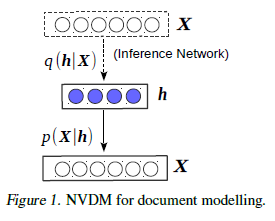 X
q(h|X) (Inference Network)
h
p(X|h)
X
Figure 1. NVDM for document modelling.